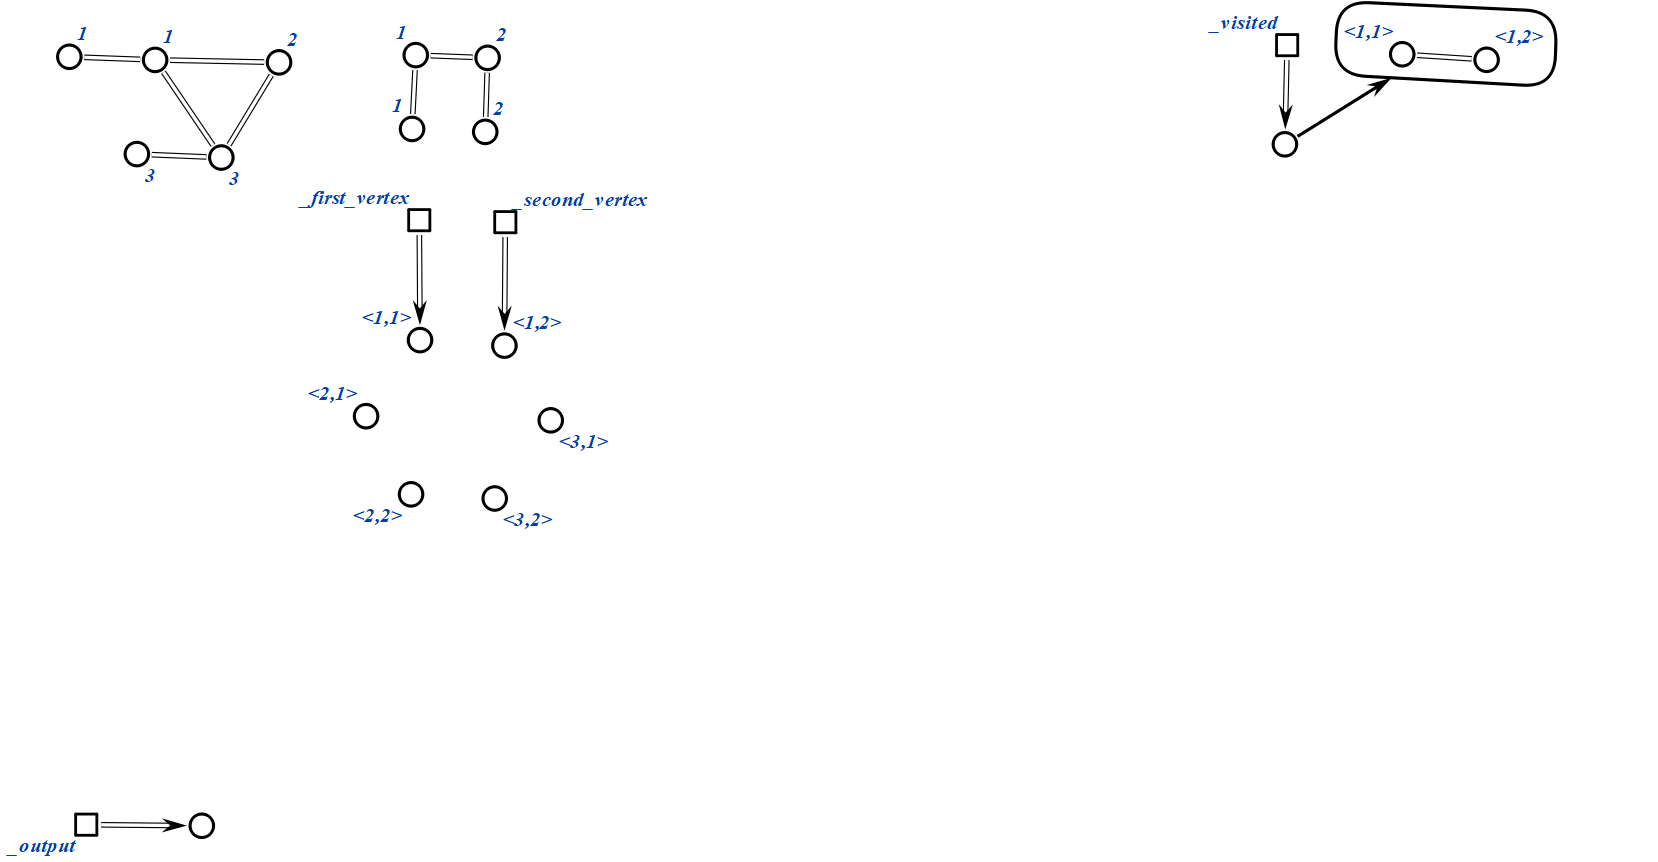 1 1 2
1 2
_visited <1,1> <1,2>
1 2
3 3
_first_vertex _second_vertex
<1,1> <1,2>
<2,1>
<3,1>
<2,2> <3,2>
_output